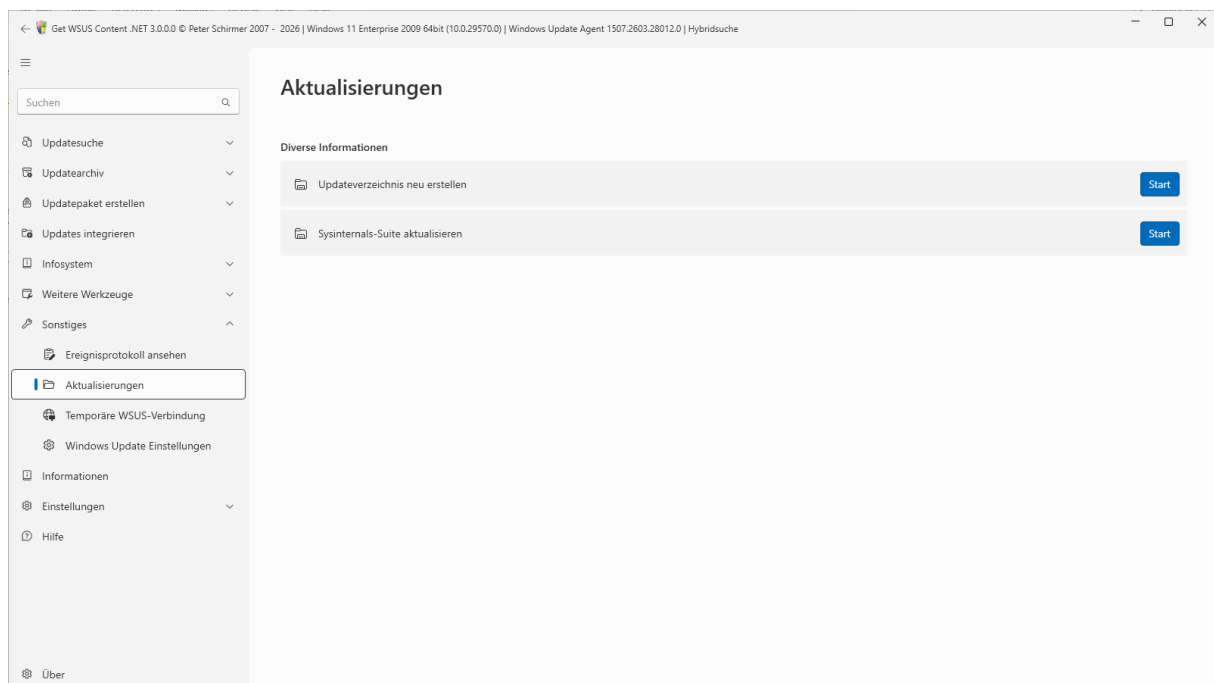 Get WSUS Content .NET 3.0.0.0 © Peter Schirmer 2007 - 2026 | Windows 11 Enterprise 2009 64bit (10.0.29570.0) | Windows Update Agent 1507.2603.28012.0 | Hybridsuche
Suchen
Updatesuche
Updatearchiv
Updatepaket erstellen
Updates integrieren
Infosystem
Weitere Werkzeuge
Sonstiges
Ereignisprotokoll ansehen
Aktualisierungen
Temporäre WSUS-Verbindung
Windows Update Einstellungen
Informationen
Einstellungen
Hilfe
Über
Aktualisierungen
Diverse Informationen
Updateverzeichnis neu erstellen Start
Sysinternals-Suite aktualisieren Start